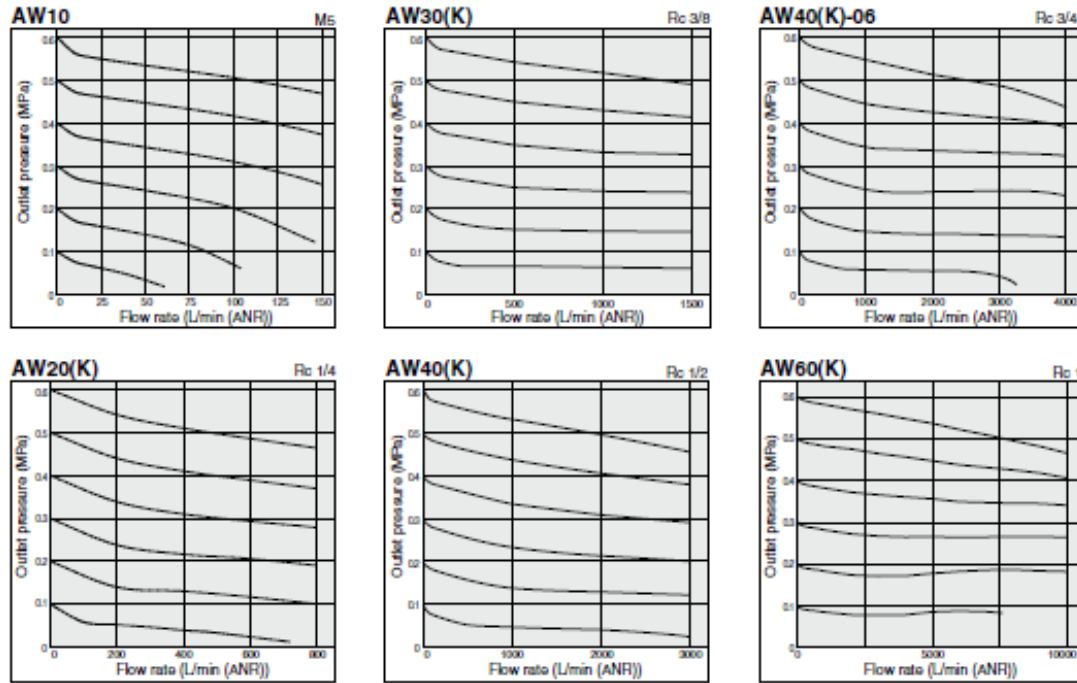 AW10 M5
Outlet pressure (MPa)
0.6
0.5
0.4
0.3
0.2
0.1
0
0 25 50 75 100 125 150
Flow rate (L/min (ANR))
AW30(K) Rc 3/8
Outlet pressure (MPa)
0.6
0.5
0.4
0.3
0.2
0.1
0
0 500 1000 1500
Flow rate (L/min (ANR))
AW40(K)-06 Rc 3/4
Outlet pressure (MPa)
0.6
0.5
0.4
0.3
0.2
0.1
0
0 1000 2000 3000 4000
Flow rate (L/min (ANR))
AW20(K) Rc 1/4
Outlet pressure (MPa)
0.6
0.5
0.4
0.3
0.2
0.1
0
200 400 600 800
Flow rate (L/min (ANR))
AW40(K) Rc 1/2
Outlet pressure (MPa)
0.6
0.5
0.4
0.3
0.2
0.1
0
0 1000 2000 3000
Flow rate (L/min (ANR))
AW60(K) Rc 1
Outlet pressure (MPa)
0.6
0.5
0.4
0.3
0.2
0.1
0
0 5000 10000
Flow rate (L/min (ANR))